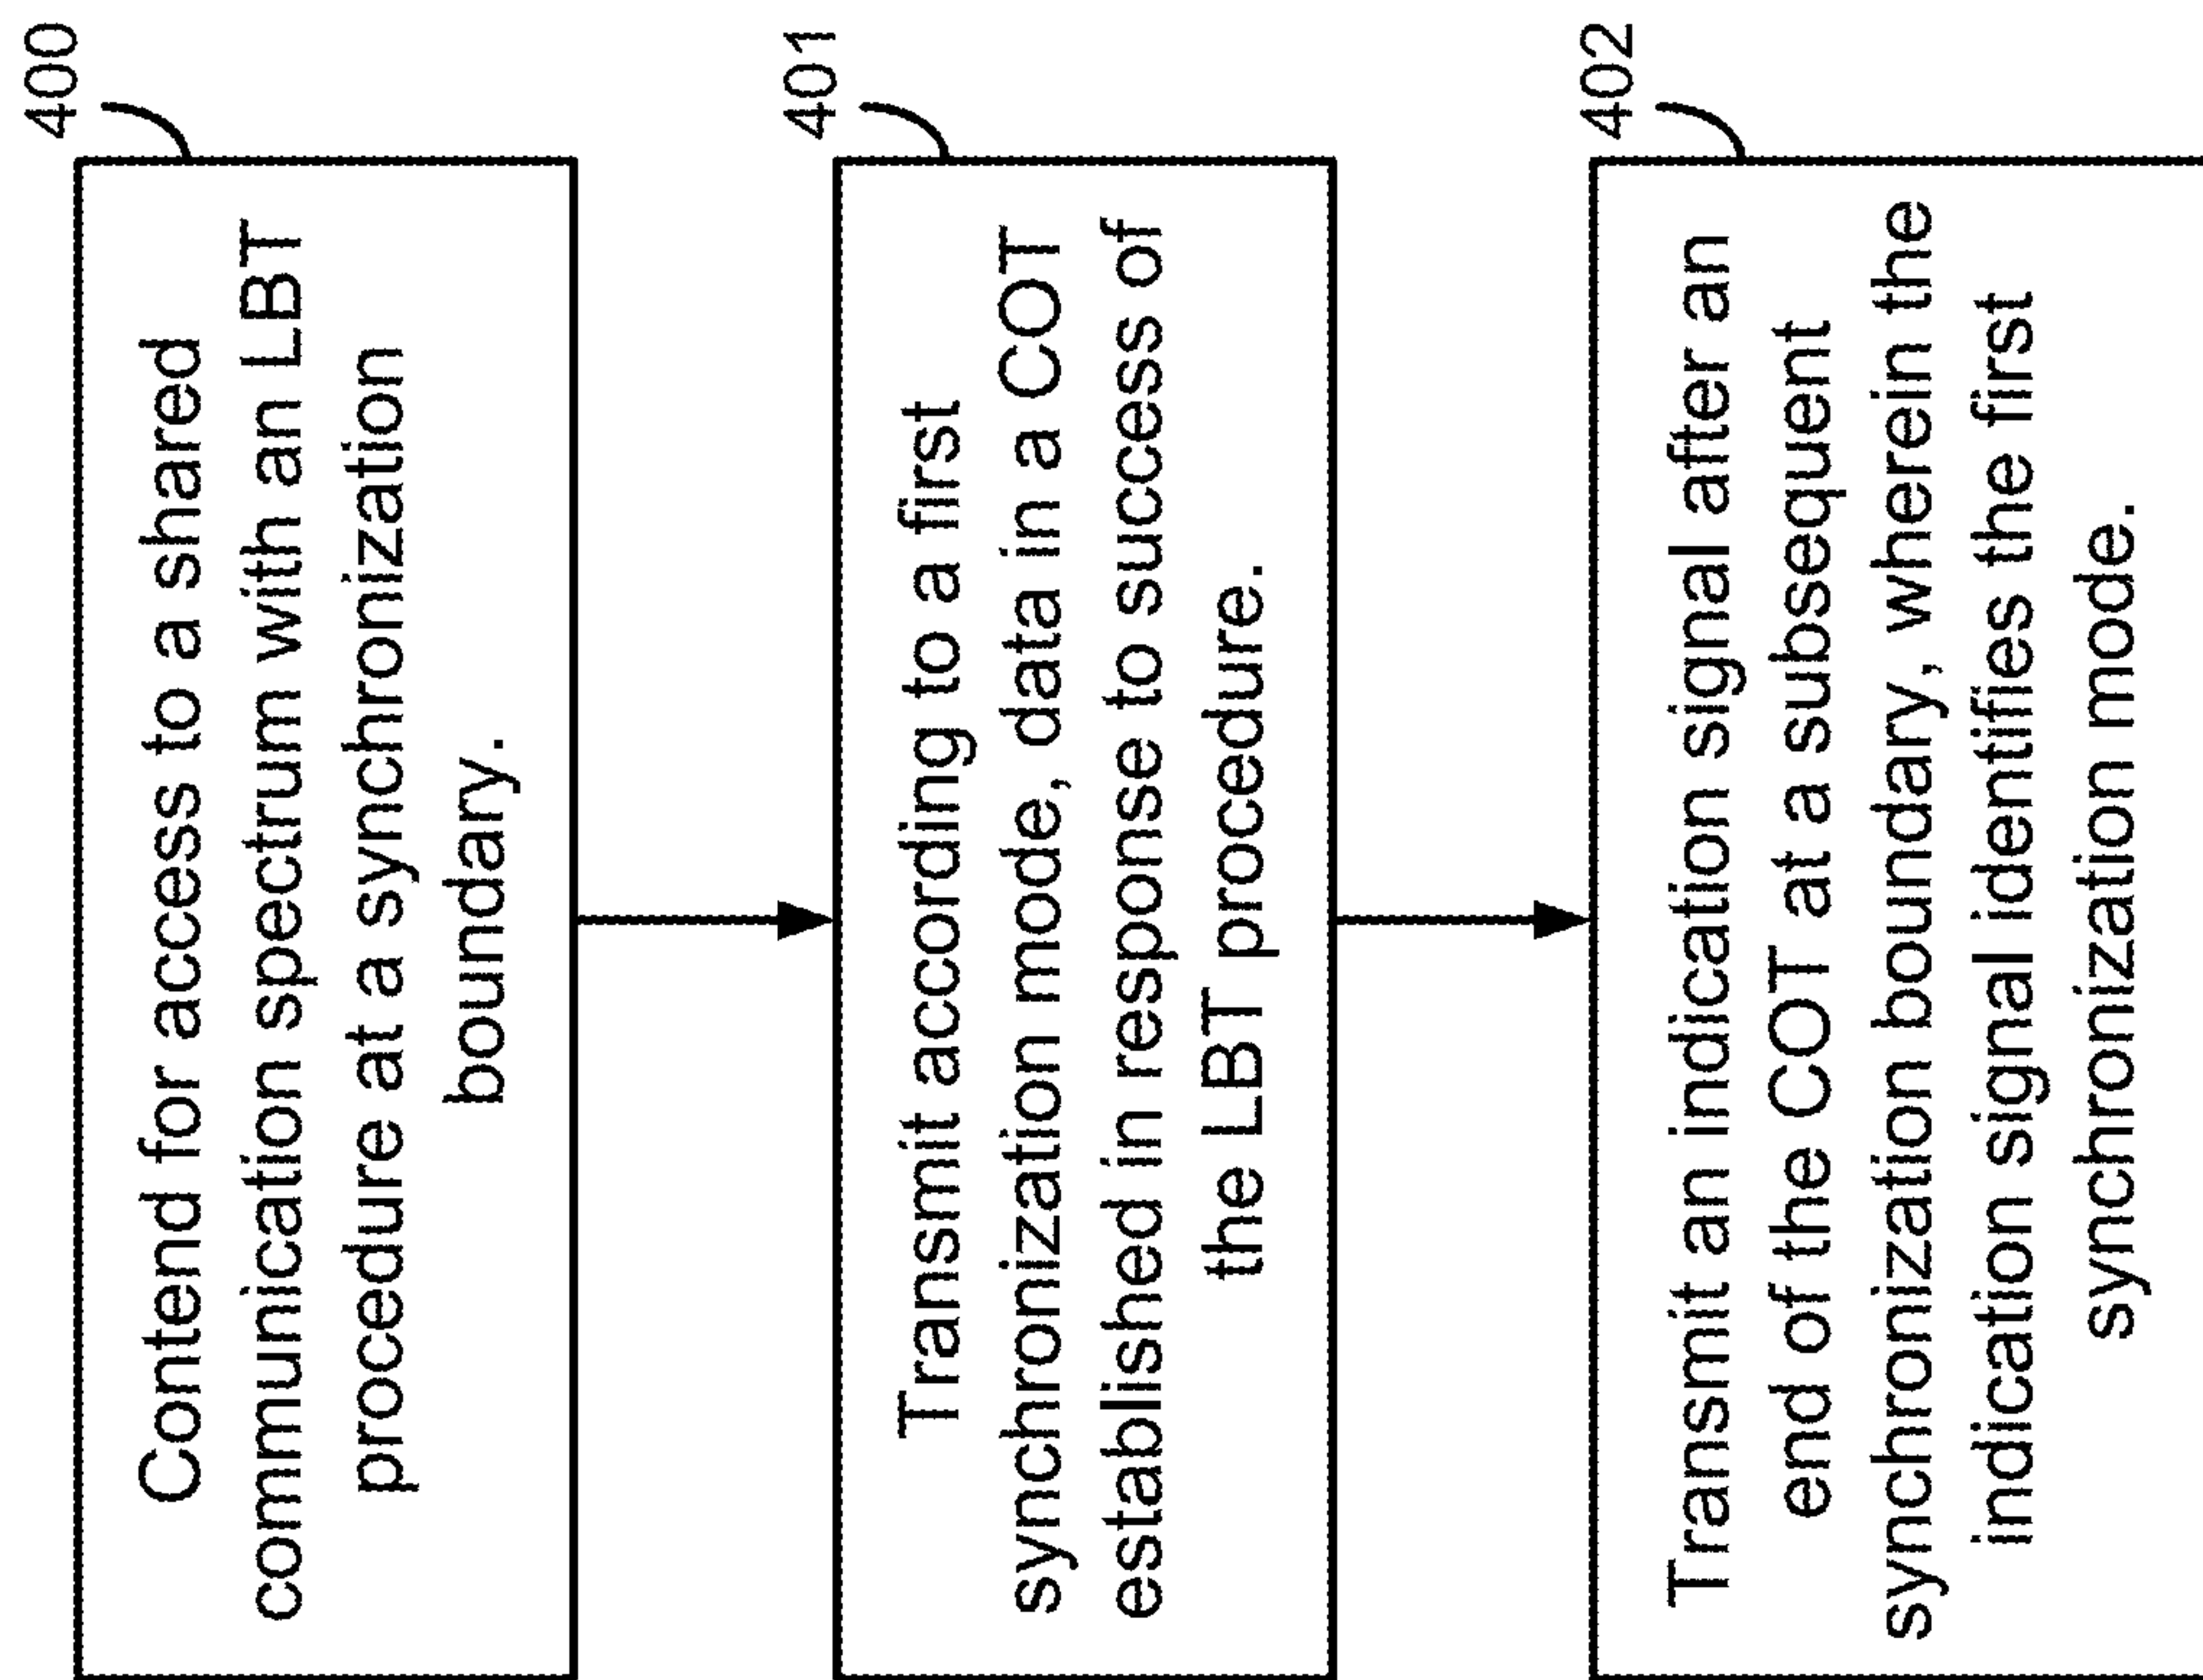 400
Contend for access to a shared
communication spectrum with an LBT
procedure at a synchronization
boundary.
401
Transmit according to a first
synchronization mode, data in a COT
established in response to success of
the LBT procedure.
402
Transmit an indication signal after an
end of the COT at a subsequent
synchronization boundary, wherein the
indication signal identifies the first
synchronization mode.